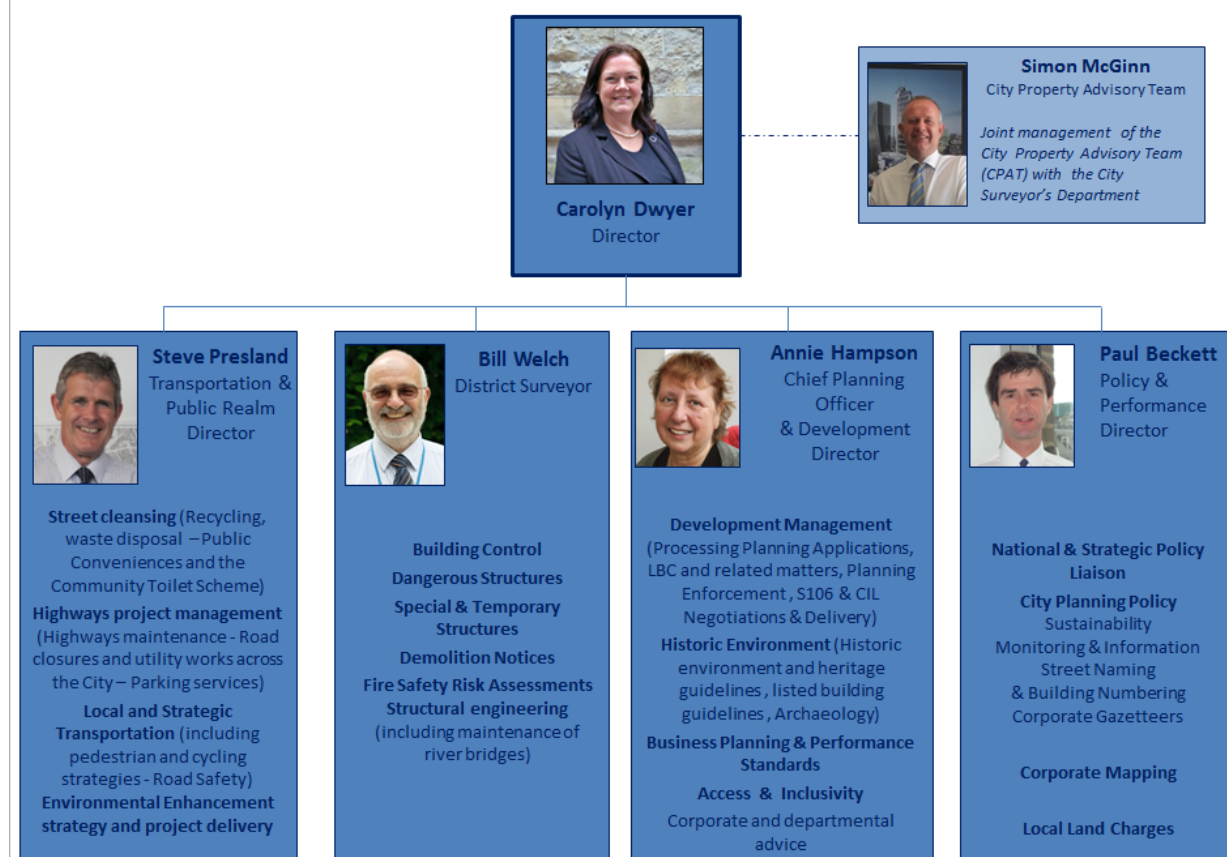 Carolyn Dwyer
Director
Simon McGinn
City Property Advisory Team
Joint management of the
City Property Advisory Team
(CPAT) with the City
Surveyor's Department
Steve Presland
Transportation &
Public Realm
Director
Street cleansing (Recycling,
waste disposal – Public
Conveniences and the
Community Toilet Scheme)
Highways project management
(Highways maintenance - Road
closures and utility works across
the City – Parking services)
Local and Strategic
Transportation (including
pedestrian and cycling
strategies - Road Safety)
Environmental Enhancement
strategy and project delivery
Bill Welch
District Surveyor
Building Control
Dangerous Structures
Special & Temporary
Structures
Demolition Notices
Fire Safety Risk Assessments
Structural engineering
(including maintenance of
river bridges)
Annie Hampson
Chief Planning
Officer
& Development
Director
Development Management
(Processing Planning Applications,
LBC and related matters, Planning
Enforcement , S106 & CIL
Negotiations & Delivery)
Historic Environment (Historic
environment and heritage
guidelines , listed building
guidelines , Archaeology)
Business Planning & Performance
Standards
Access & Inclusivity
Corporate and departmental
advice
Paul Beckett
Policy &
Performance
Director
National & Strategic Policy
Liaison
City Planning Policy
Sustainability
Monitoring & Information
Street Naming
& Building Numbering
Corporate Gazetteers
Corporate Mapping
Local Land Charges